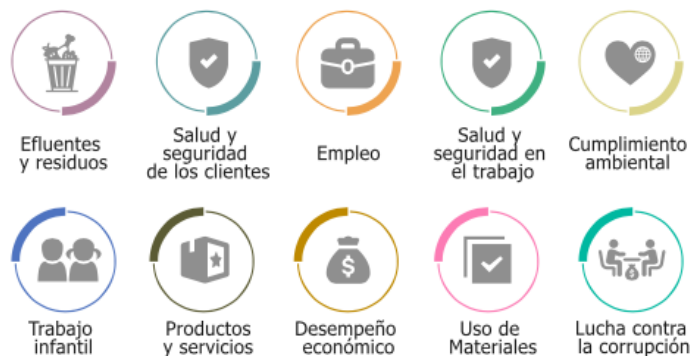 Efluentes
y residuos
Salud y
seguridad
de los clientes
Empleo
Salud y
seguridad en
el trabajo
Cumplimiento
ambiental
Trabajo
infantil
Productos
y servicios
$
Desempeño
económico
Uso de
Materiales
$
Lucha contra
la corrupción